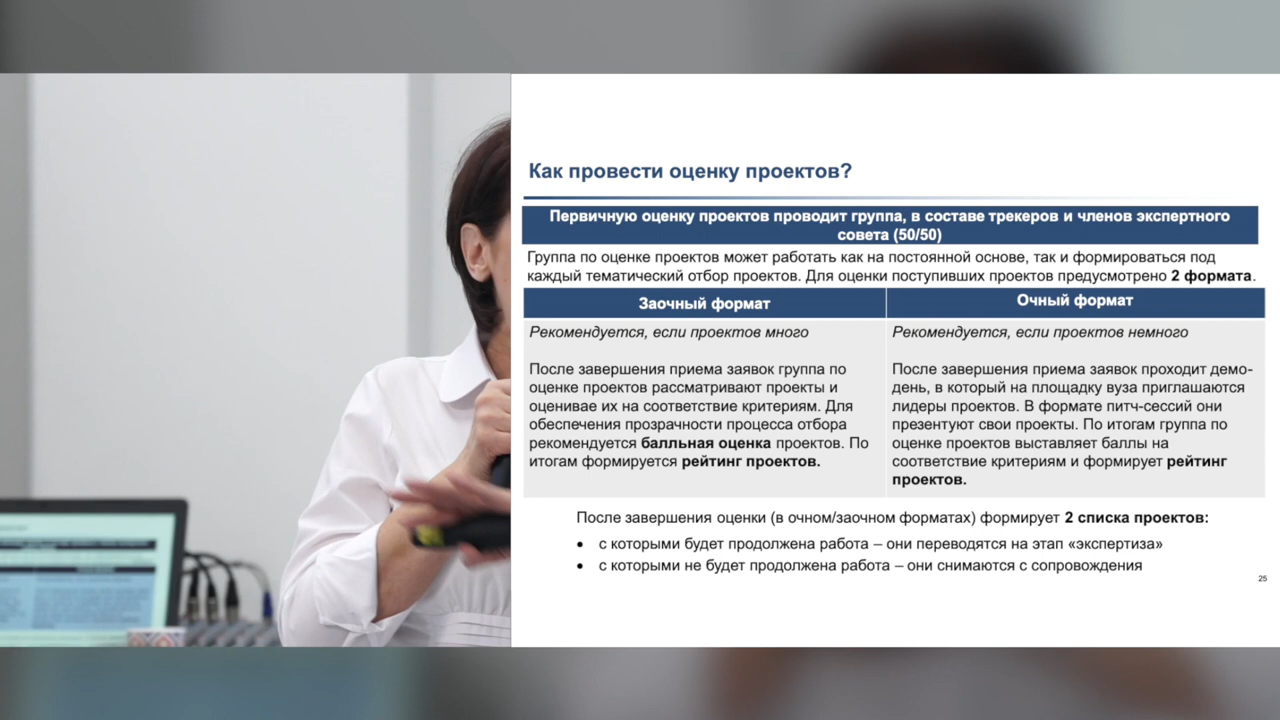 Как провести оценку проектов?
Первичную оценку проектов проводит группа, в составе трекеров и членов экспертного
совета (50/50)
Группа по оценке проектов может работать как на постоянной основе, так и формироваться под
каждый тематический отбор проектов. Для оценки поступивших проектов предусмотрено 2 формата.
Заочный формат
Рекомендуется, если проектов много
После завершения приема заявок группа по
оценке проектов рассматривают проекты и
оценивае их на соответствие критериям. Для
обеспечения прозрачности процесса отбора
рекомендуется балльная оценка проектов. По
итогам формируется рейтинг проектов.
Очный формат
Рекомендуется, если проектов немного
После завершения приема заявок проходит демо-
день, в который на площадку вуза приглашаются
лидеры проектов. В формате питч-сессий они
презентуют свои проекты. По итогам группа по
оценке проектов выставляет баллы на
соответствие критериям и формирует рейтинг
проектов.
После завершения оценки (в очном/заочном форматах) формирует 2 списка проектов:
• с которыми будет продолжена работа – они переводятся на этап «экспертиза»
• с которыми не будет продолжена работа – они снимаются с сопровождения
25